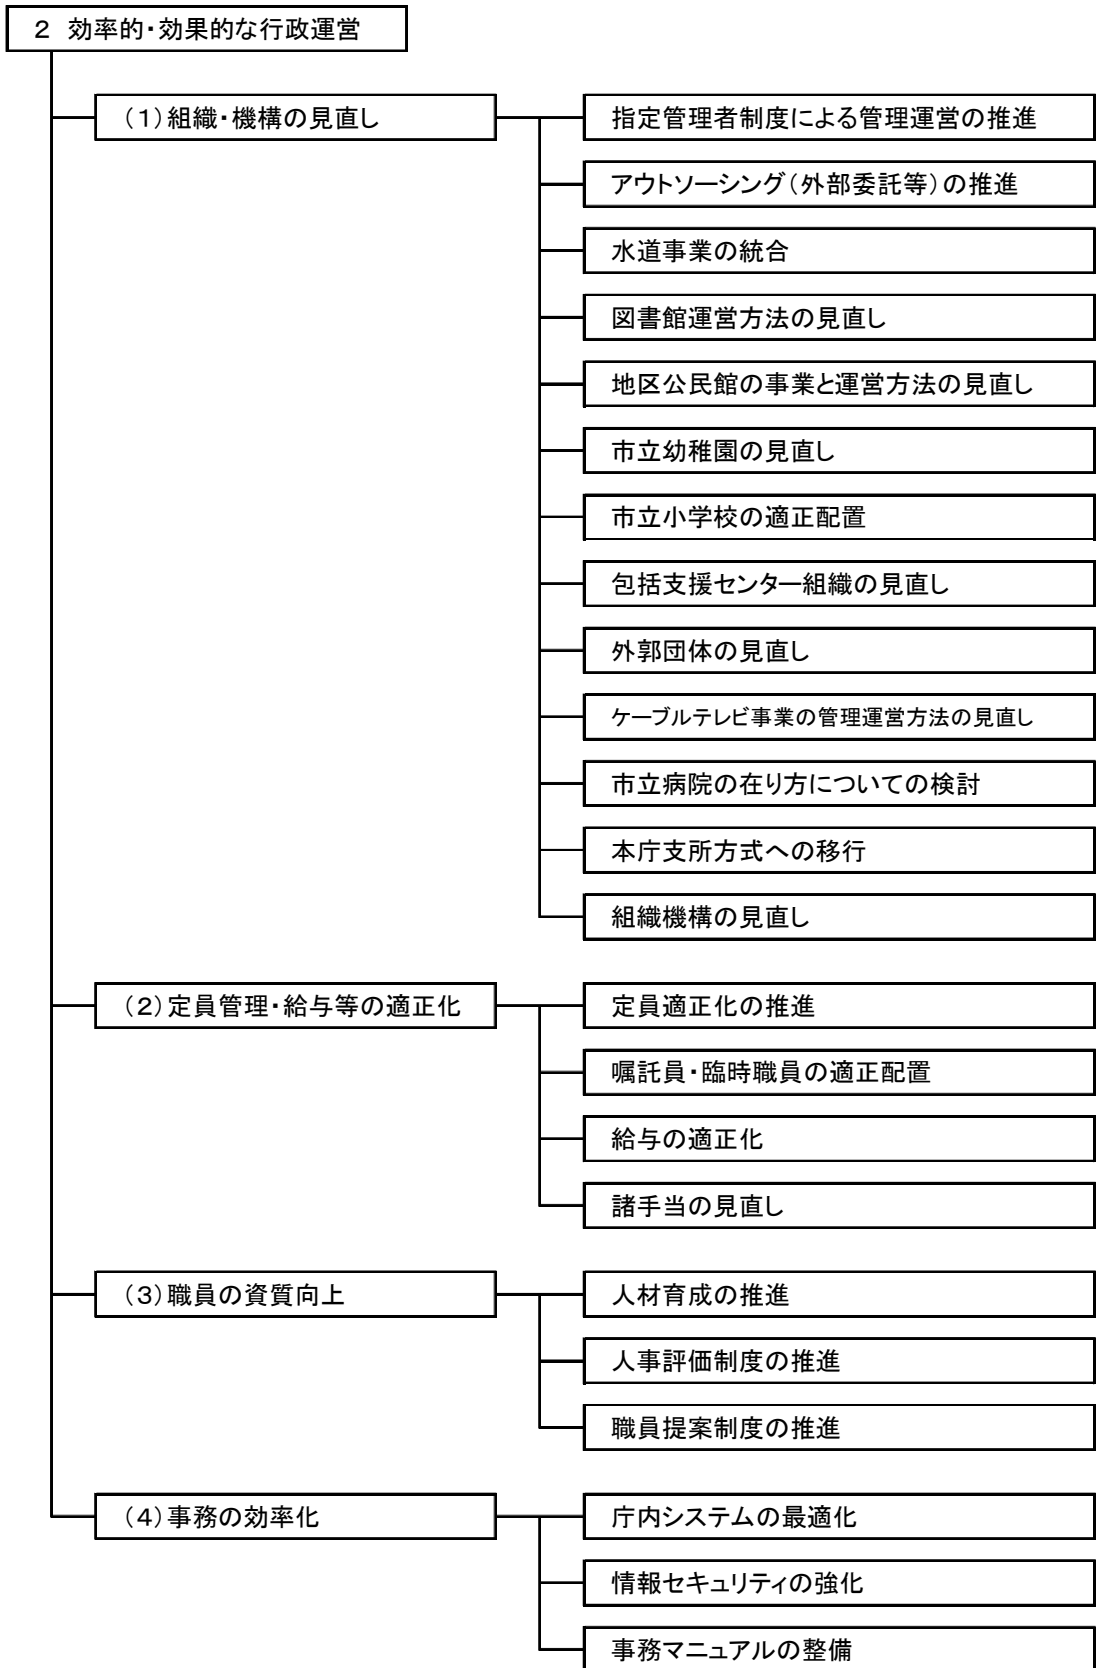 ２ 効率的・効果的な行政運営
（１）組織・機構の見直し
指定管理者制度による管理運営の推進
アウトソーシング（外部委託等）の推進
水道事業の統合
図書館運営方法の見直し
地区公民館の事業と運営方法の見直し
市立幼稚園の見直し
市立小学校の適正配置
包括支援センター組織の見直し
外郭団体の見直し
ケーブルテレビ事業の管理運営方法の見直し
市立病院の在り方についての検討
本庁支所方式への移行
組織機構の見直し
（２）定員管理・給与等の適正化
定員適正化の推進
嘱託員・臨時職員の適正配置
給与の適正化
諸手当の見直し
（３）職員の資質向上
人材育成の推進
人事評価制度の推進
職員提案制度の推進
（４）事務の効率化
庁内システムの最適化
情報セキュリティの強化
事務マニュアルの整備